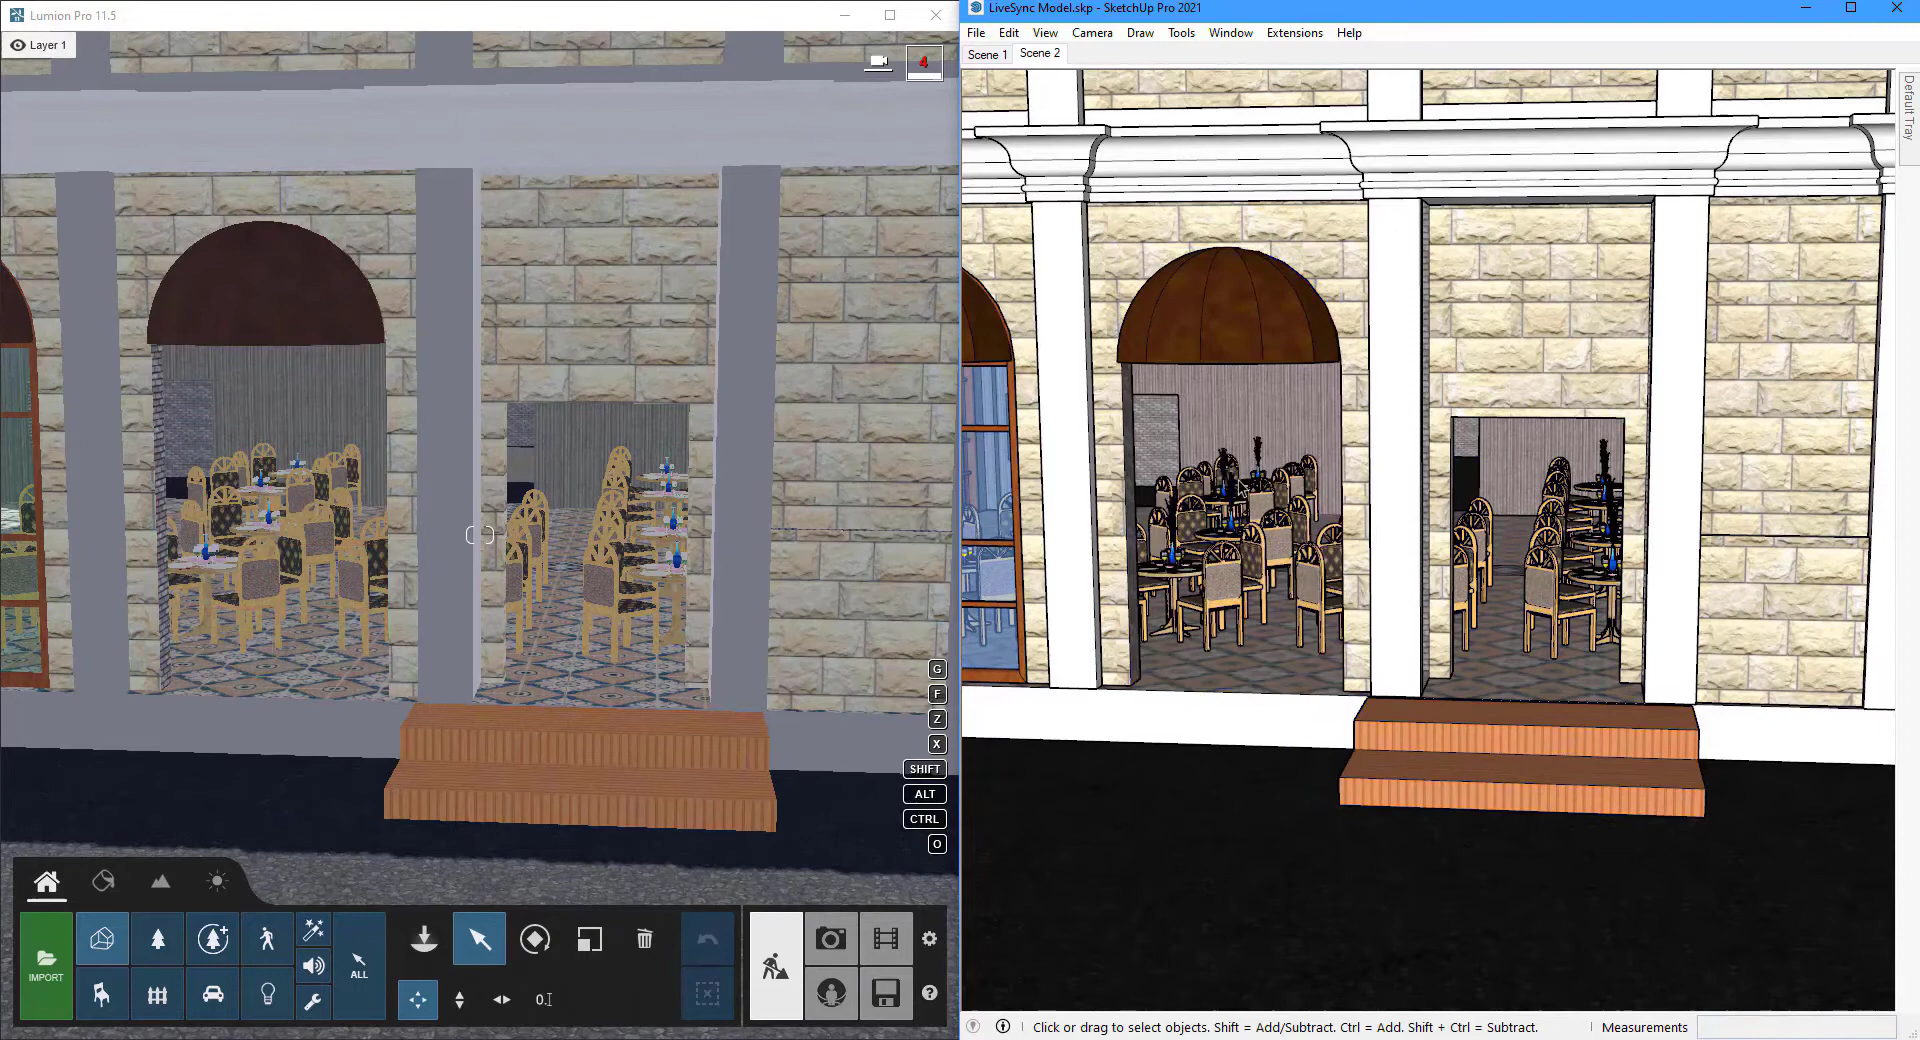 Lumion Pro 11.5
Layer 1
4
G
F
Z
X
SHIFT
ALT
CTRL
O
IMPORT
ALL
0.
LiveSync Model.skp - SketchUp Pro 2021
File Edit View Camera Draw Tools Window Extensions Help
Scene 1 Scene 2
Default Tray
Click or drag to select objects. Shift = Add/Subtract. Ctrl = Add. Shift + Ctrl = Subtract.
Measurements